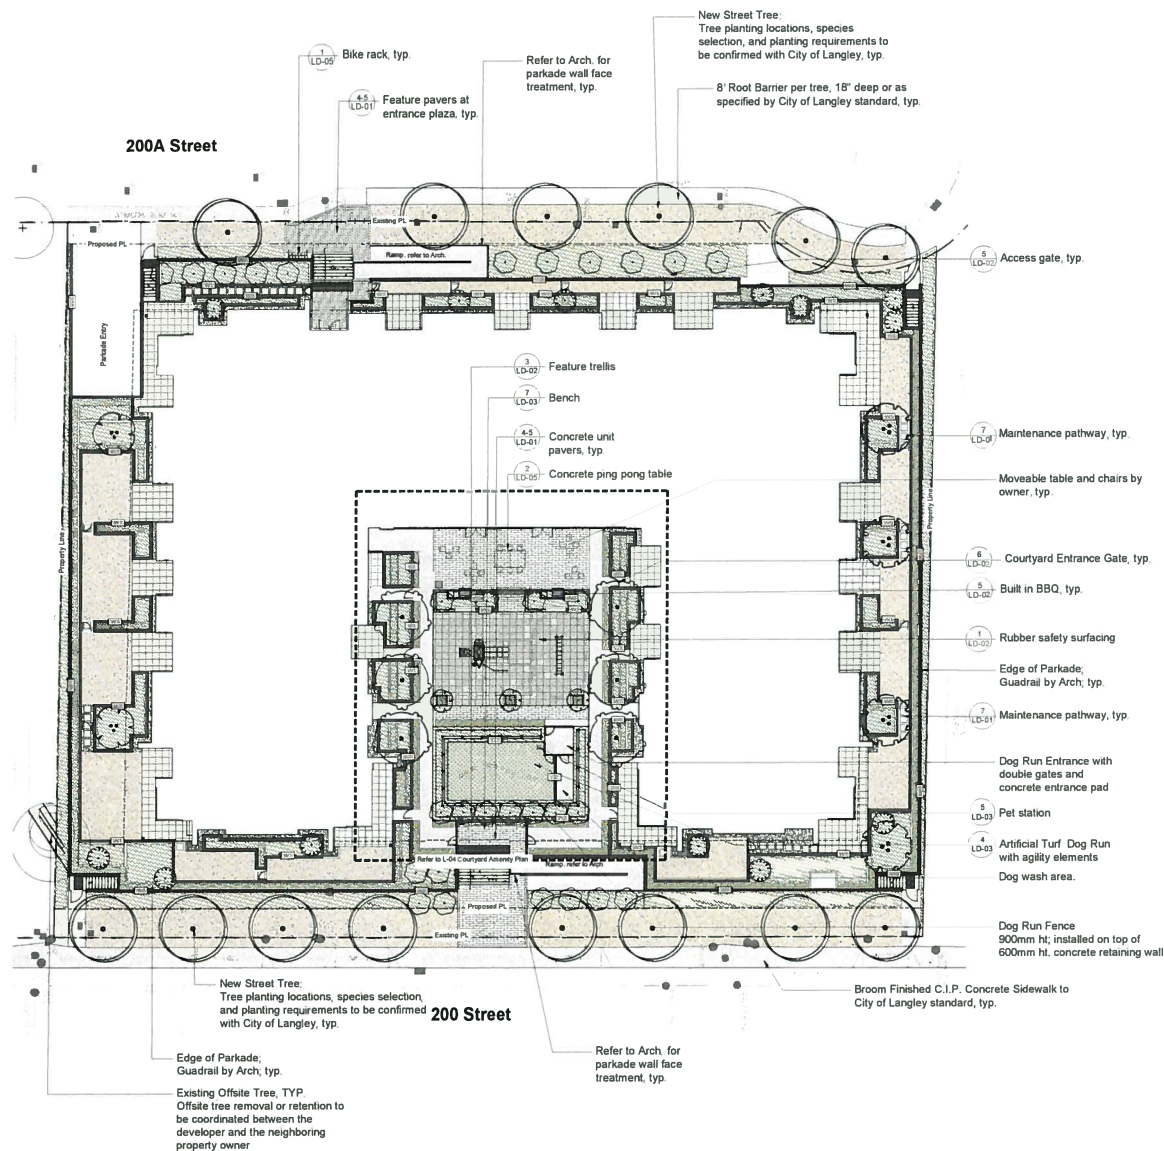 New Street Tree;
Tree planting locations, species
selection, and planting requirements to
be confirmed with City of Langley, typ.
1
LD-05
Bike rack, typ.
Refer to Arch. for
parkade wall face
treatment, typ.
8' Root Barrier per tree, 18" deep or as
specified by City of Langley standard, typ.
4-5
LD-01
Feature pavers at
entrance plaza, typ.
200A Street
Existing PL
Proposed PL
Ramp, refer to Arch.
5
LD-02
Access gate, typ.
Parkade Entry
3
LD-02
Feature trellis
7
LD-03
Bench
4-5
LD-01
Concrete unit
pavers, typ.
2
LD-05
Concrete ping pong table
7
Maintenance pathway, typ.
Moveable table and chairs by
owner, typ.
Property Line
Property Line
6
LD-02
Courtyard Entrance Gate, typ.
5
LD-02
Built in BBQ, typ.
1
LD-02
Rubber safety surfacing
Edge of Parkade;
Guadrail by Arch; typ.
7
LD-01
Maintenance pathway, typ.
Dog Run Entrance with
double gates and
concrete entrance pad
5
LD-03
Pet station
4
LD-03
Artificial Turf Dog Run
with agility elements
Dog wash area.
Refer to L-04 Courtyard Amenity Plan
Ramp, refer to Arch
Proposed PL
Existing PL
Dog Run Fence
900mm ht; installed on top of
600mm ht. concrete retaining wall
New Street Tree;
Tree planting locations, species selection,
and planting requirements to be confirmed
with City of Langley, typ.
200 Street
Broom Finished C.I.P. Concrete Sidewalk to
City of Langley standard, typ.
Refer to Arch. for
parkade wall face
treatment, typ.
Edge of Parkade;
Guadrail by Arch; typ.
Existing Offsite Tree, TYP.
Offsite tree removal or retention to
be coordinated between the
developer and the neighboring
property owner